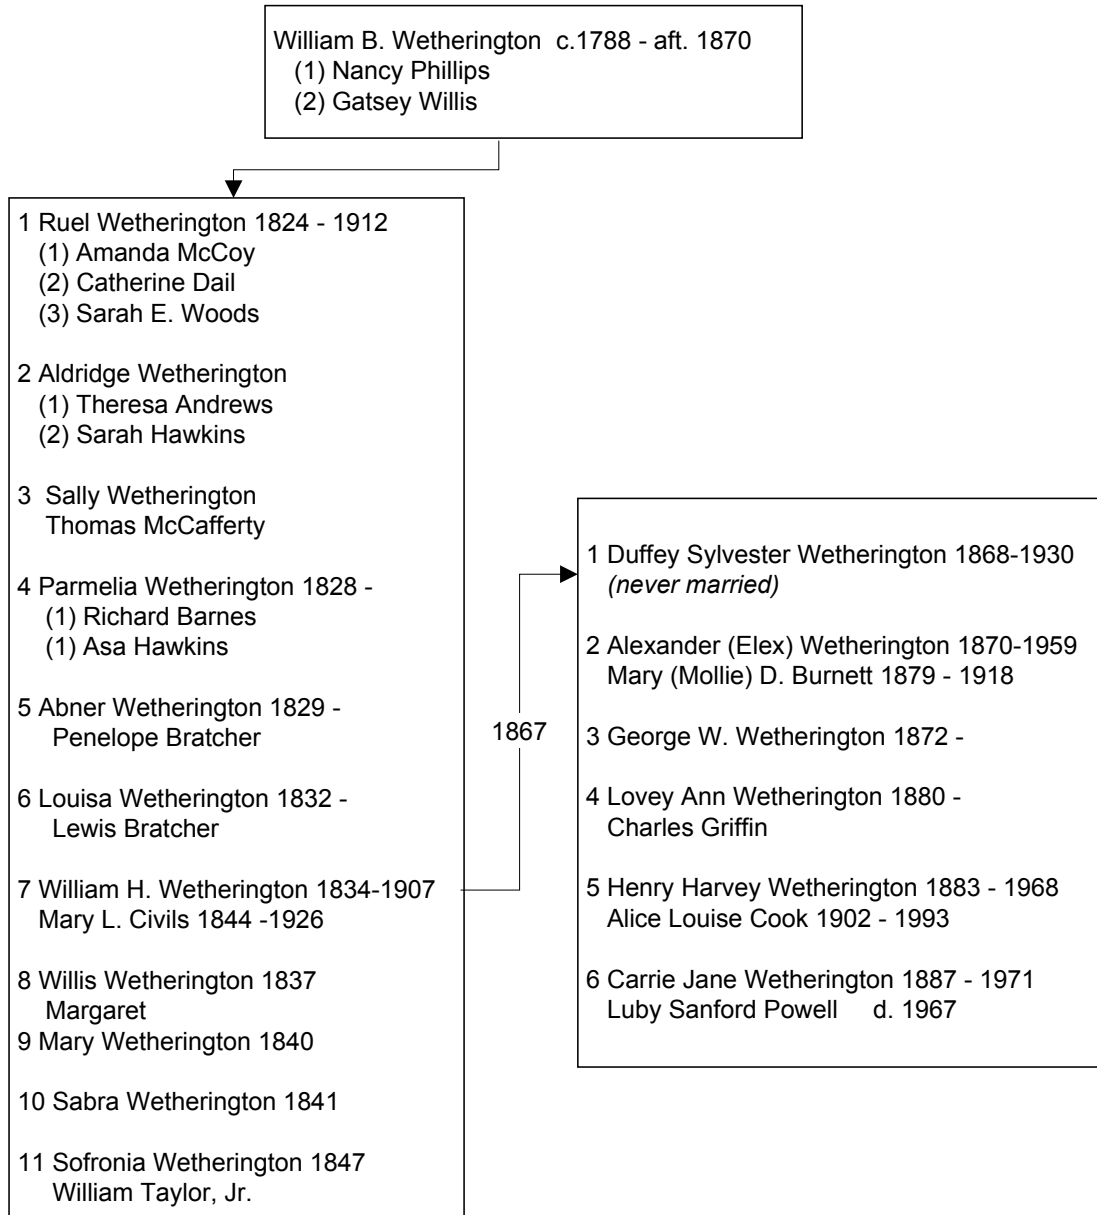 William B. Wetherington c.1788 - aft. 1870
(1) Nancy Phillips
(2) Gatsey Willis
1 Ruel Wetherington 1824 - 1912
(1) Amanda McCoy
(2) Catherine Dail
(3) Sarah E. Woods
2 Aldridge Wetherington
(1) Theresa Andrews
(2) Sarah Hawkins
3 Sally Wetherington
Thomas McCafferty
4 Parmelia Wetherington 1828 -
(1) Richard Barnes
(1) Asa Hawkins
5 Abner Wetherington 1829 -
Penelope Bratcher
6 Louisa Wetherington 1832 -
Lewis Bratcher
7 William H. Wetherington 1834-1907
Mary L. Civils 1844 -1926
8 Willis Wetherington 1837
Margaret
9 Mary Wetherington 1840
10 Sabra Wetherington 1841
11 Sofronia Wetherington 1847
William Taylor, Jr.
1867
1 Duffey Sylvester Wetherington 1868-1930
(never married)
2 Alexander (Elex) Wetherington 1870-1959
Mary (Mollie) D. Burnett 1879 - 1918
3 George W. Wetherington 1872 -
4 Lovey Ann Wetherington 1880 -
Charles Griffin
5 Henry Harvey Wetherington 1883 - 1968
Alice Louise Cook 1902 - 1993
6 Carrie Jane Wetherington 1887 - 1971
Luby Sanford Powell d. 1967